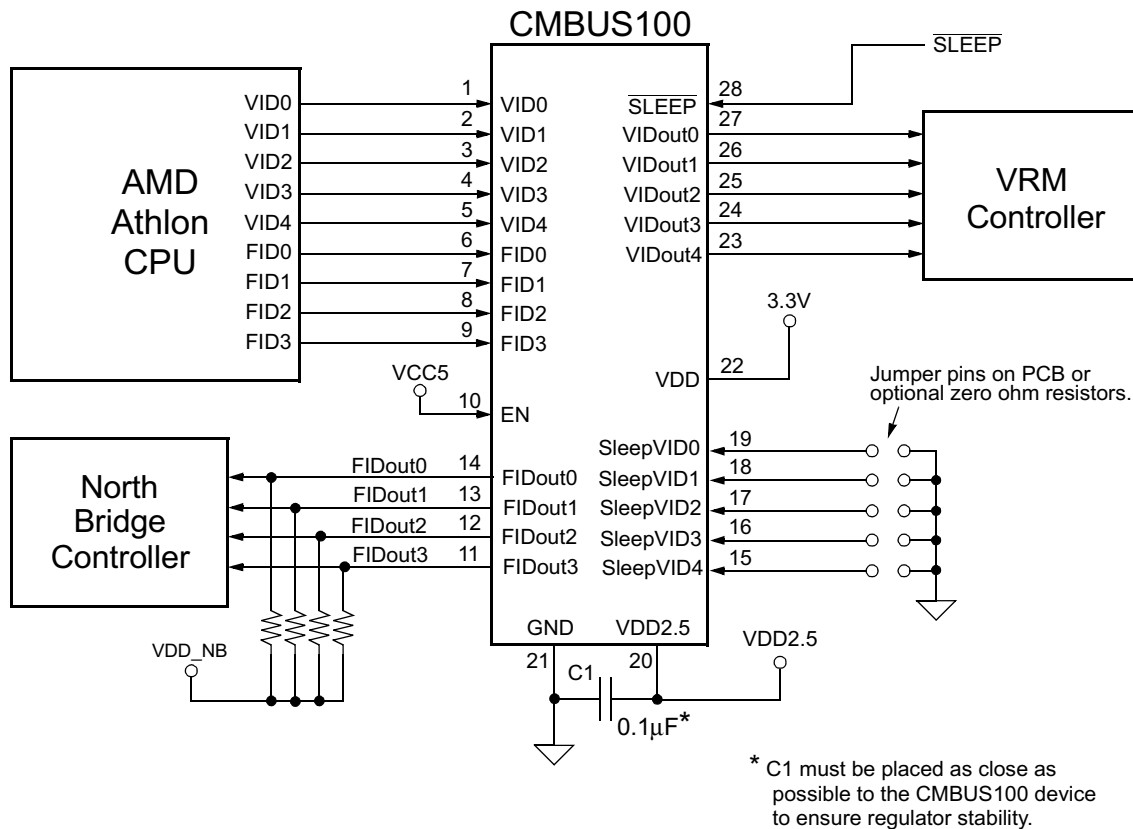 CMBUS100
SLEEP
AMD
Athlon
CPU
VID0
VID1
VID2
VID3
VID4
FID0
FID1
FID2
FID3
1
2
3
4
5
6
7
8
9
VID0
VID1
VID2
VID3
VID4
FID0
FID1
FID2
FID3
VCC5
10
EN
SLEEP
VIDout0
VIDout1
VIDout2
VIDout3
VIDout4
28
27
26
25
24
23
VRM
Controller
3.3V
VDD
22
Jumper pins on PCB or
optional zero ohm resistors.
SleepVID0
SleepVID1
SleepVID2
SleepVID3
SleepVID4
19
18
17
16
15
North
Bridge
Controller
FIDout0
FIDout1
FIDout2
FIDout3
14
13
12
11
FIDout0
FIDout1
FIDout2
FIDout3
VDD_NB
GND
VDD2.5
21
20
C1
0.1μF*
VDD2.5
* C1 must be placed as close as
possible to the CMBUS100 device
to ensure regulator stability.